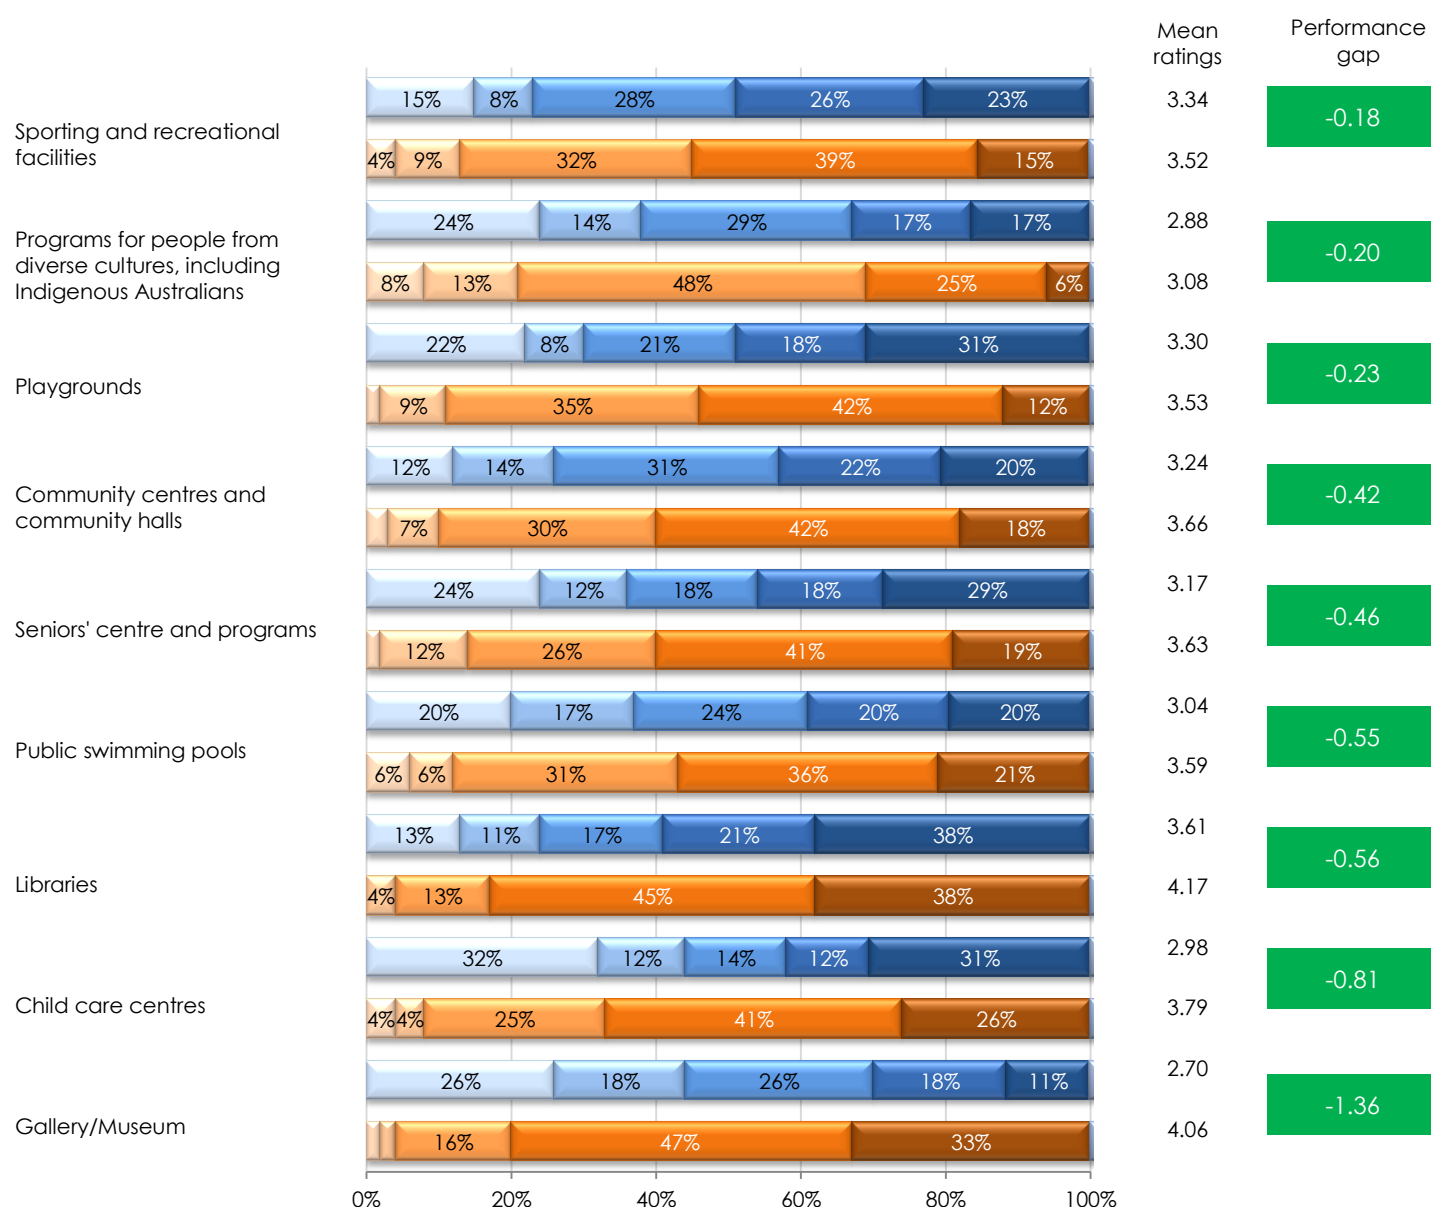 Mean
ratings
Performance
gap
15% 8% 28% 26% 23% 3.34
-0.18
Sporting and recreational
facilities
4% 9% 32% 39% 15% 3.52
24% 14% 29% 17% 17% 2.88
-0.20
Programs for people from
diverse cultures, including
Indigenous Australians
8% 13% 48% 25% 6% 3.08
22% 8% 21% 18% 31% 3.30
-0.23
Playgrounds
9% 35% 42% 12% 3.53
12% 14% 31% 22% 20% 3.24
-0.42
Community centres and
community halls
7% 30% 42% 18% 3.66
24% 12% 18% 18% 29% 3.17
-0.46
Seniors' centre and programs
12% 26% 41% 19% 3.63
20% 17% 24% 20% 20% 3.04
-0.55
Public swimming pools
6% 6% 31% 36% 21% 3.59
13% 11% 17% 21% 38% 3.61
-0.56
Libraries
4% 13% 45% 38% 4.17
32% 12% 14% 12% 31% 2.98
-0.81
Child care centres
4% 4% 25% 41% 26% 3.79
26% 18% 26% 18% 11% 2.70
-1.36
Gallery/Museum
16% 47% 33% 4.06
0% 20% 40% 60% 80% 100%